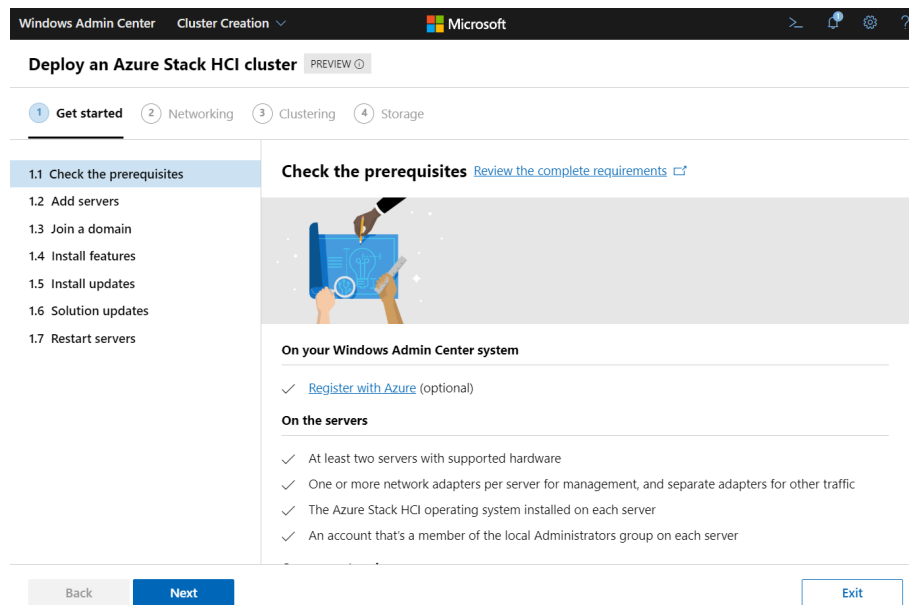 Windows Admin Center Cluster Creation Microsoft
Deploy an Azure Stack HCI cluster PREVIEW
1 Get started 2 Networking 3 Clustering 4 Storage
1.1 Check the prerequisites
1.2 Add servers
1.3 Join a domain
1.4 Install features
1.5 Install updates
1.6 Solution updates
1.7 Restart servers
Check the prerequisites Review the complete requirements
On your Windows Admin Center system
Register with Azure (optional)
On the servers
At least two servers with supported hardware
One or more network adapters per server for management, and separate adapters for other traffic
The Azure Stack HCI operating system installed on each server
An account that's a member of the local Administrators group on each server
Back Next Exit